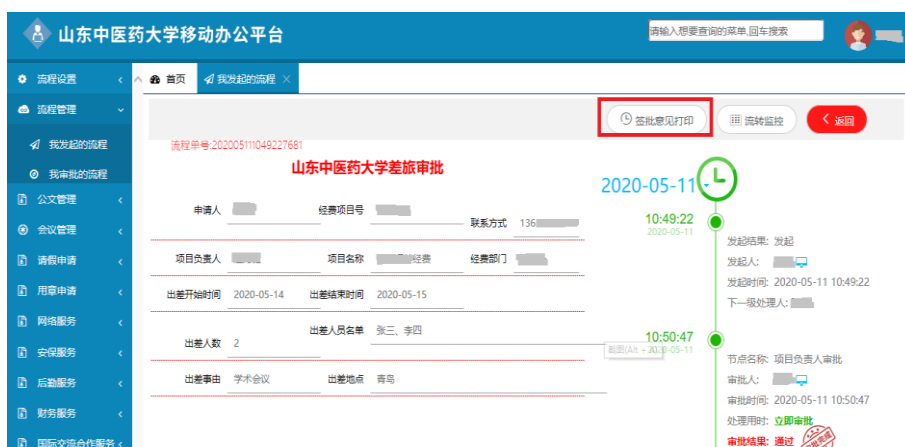 山东中医药大学移动办公平台
请输入想要查询的菜单,回车搜索
流程设置
首页
我发起的流程
流程管理
签批意见打印
流转监控
返回
我发起的流程
流程单号:202005111049227681
我审批的流程
山东中医药大学差旅审批
2020-05-11
公文管理
申请人
经费项目号
联系方式 136
10:49:22
2020-05-11
会议管理
发起结果: 发起
请假申请
项目负责人
项目名称
经费
经费部门
发起人:
发起时间: 2020-05-11 10:49:22
用章申请
出差开始时间 2020-05-14
出差结束时间 2020-05-15
下一级处理人:
网络服务
出差人数 2
出差人员名单 张三、李四
10:50:47
2020-05-11
截图(Alt +
安保服务
节点名称: 项目负责人审批
后勤服务
出差事由 学术会议
出差地点 青岛
审批人:
审批时间: 2020-05-11 10:50:47
财务服务
处理用时: 立即审批
国际交流合作服务
审批结果: 通过